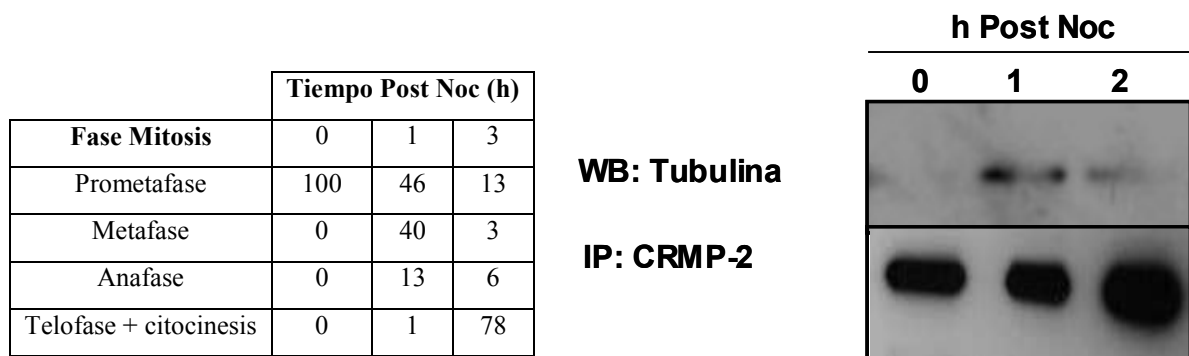 Tiempo Post Noc (h)
Fase Mitosis 0 1 3
Prometafase 100 46 13
Metafase 0 40 3
Anafase 0 13 6
Telofase + citocinesis 0 1 78
h Post Noc
0 1 2
WB: Tubulina
IP: CRMP-2